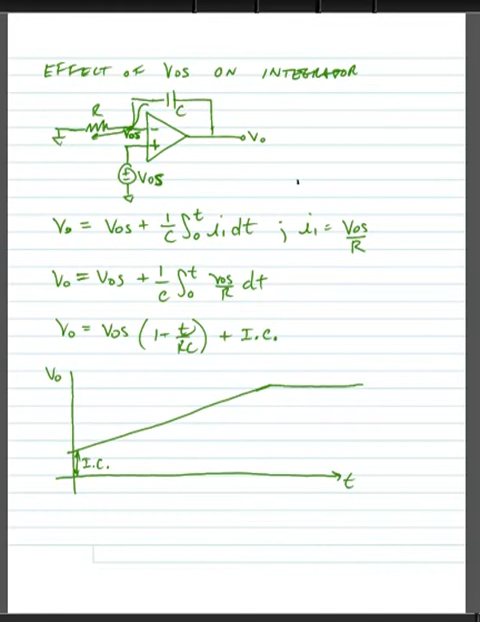 EFFECT OF VOS ON INTEGRATOR
R
C
VOS
Vo
VOS
Vo = VOS + 1/C ∫₀ᵗ i₁ dt ; i₁ = VOS/R
Vo = VOS + 1/C ∫₀ᵗ VOS/R dt
Vo = VOS (1 - t/RC) + I.C.
Vo
I.C.
t